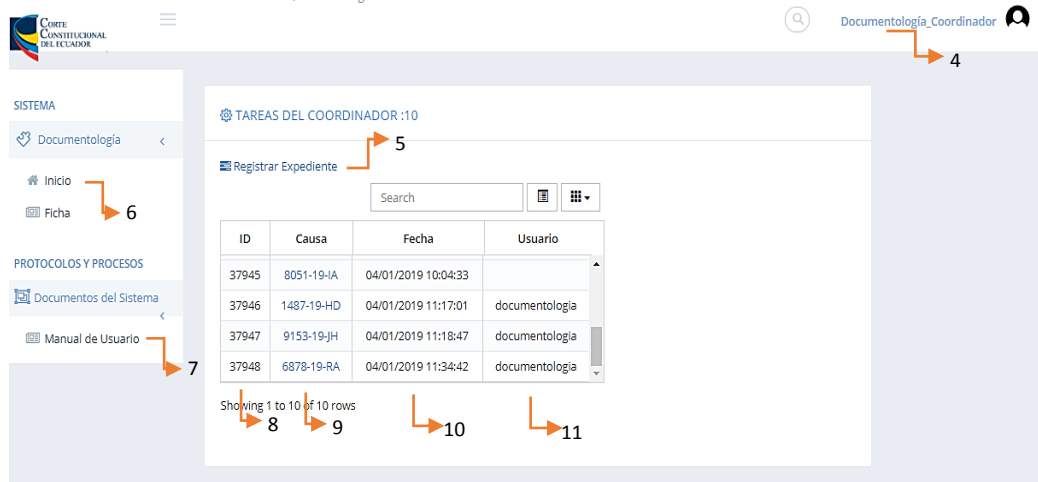 CORTE
CONSTITUCIONAL
DEL ECUADOR
Documentología_Coordinador
4
SISTEMA
Documentología
Inicio
6
Ficha
PROTOCOLOS Y PROCESOS
Documentos del Sistema
Manual de Usuario
7
TAREAS DEL COORDINADOR :10
5
Registrar Expediente
Search
ID Causa Fecha Usuario
37945 8051-19-IA 04/01/2019 10:04:33
37946 1487-19-HD 04/01/2019 11:17:01 documentologia
37947 9153-19-JH 04/01/2019 11:18:47 documentologia
37948 6878-19-RA 04/01/2019 11:34:42 documentologia
Showing 1 to 10 of 10 rows
8 9 10 11